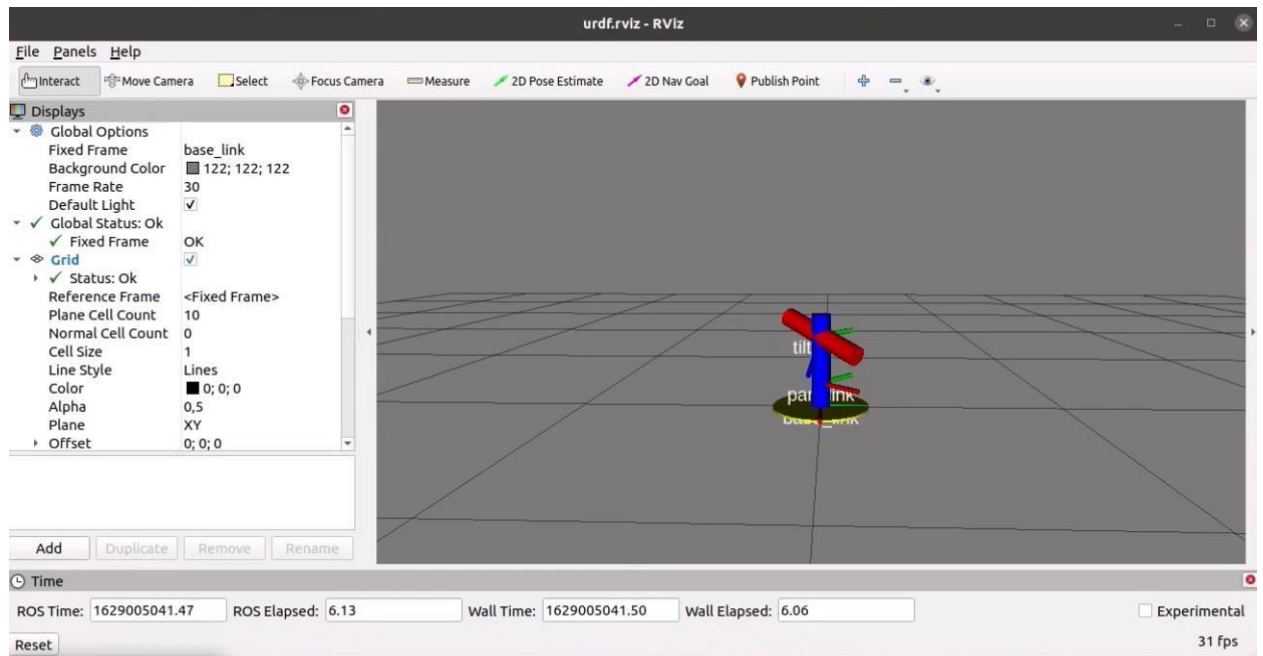 urdf.rviz - RViz
File Panels Help
Interact Move Camera Select Focus Camera Measure 2D Pose Estimate 2D Nav Goal Publish Point
Displays
Global Options
Fixed Frame base_link
Background Color 122; 122; 122
Frame Rate 30
Default Light
Global Status: Ok
Fixed Frame OK
Grid
Status: Ok
Reference Frame <Fixed Frame>
Plane Cell Count 10
Normal Cell Count 0
Cell Size 1
Line Style Lines
Color 0; 0; 0
Alpha 0,5
Plane XY
Offset 0; 0; 0
tilt
base_link
Add Duplicate Remove Rename
Time
ROS Time: 1629005041.47 ROS Elapsed: 6.13 Wall Time: 1629005041.50 Wall Elapsed: 6.06 Experimental
Reset 31 fps